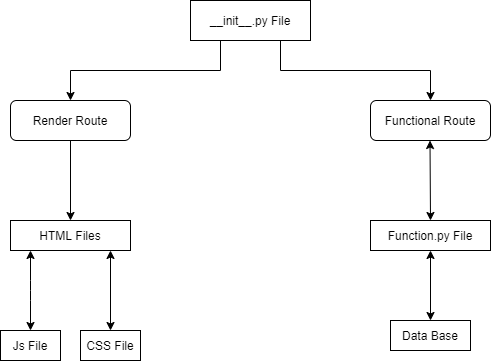 __init__.py File
Render Route
Functional Route
HTML Files
Function.py File
Js File
CSS File
Data Base